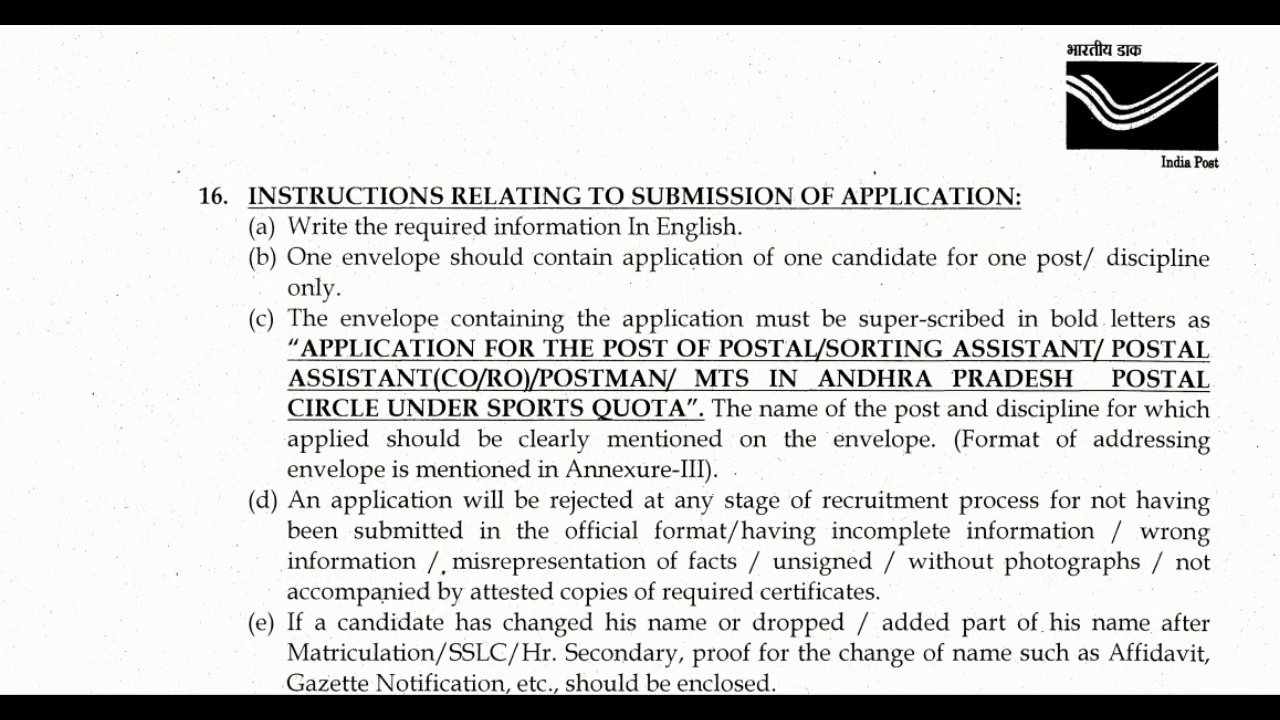 भारतीय डाक
India Post
16. INSTRUCTIONS RELATING TO SUBMISSION OF APPLICATION:
(a) Write the required information In English.
(b) One envelope should contain application of one candidate for one post/ discipline
only.
(c) The envelope containing the application must be super-scribed in bold letters as
“APPLICATION FOR THE POST OF POSTAL/SORTING ASSISTANT/ POSTAL
ASSISTANT(CO/RO)/POSTMAN/ MTS IN ANDHRA PRADESH POSTAL
CIRCLE UNDER SPORTS QUOTA”. The name of the post and discipline for which
applied should be clearly mentioned on the envelope. (Format of addressing
envelope is mentioned in Annexure-III).
(d) An application will be rejected at any stage of recruitment process for not having
been submitted in the official format/having incomplete information / wrong
information / misrepresentation of facts / unsigned / without photographs / not
accompanied by attested copies of required certificates.
(e) If a candidate has changed his name or dropped / added part of his name after
Matriculation/SSLC/Hr. Secondary, proof for the change of name such as Affidavit,
Gazette Notification, etc., should be enclosed.